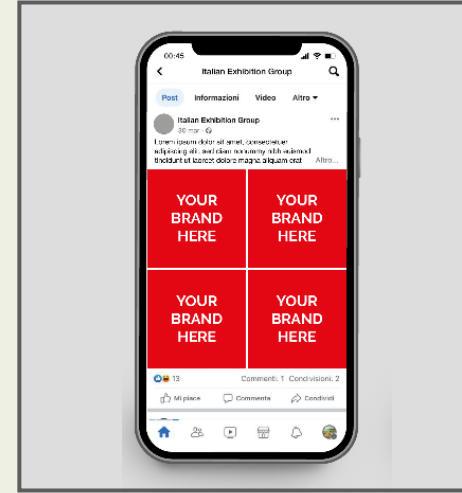 00:45
Italian Exhibition Group
Post Informazioni Video Altro
Italian Exhibition Group
30 mar
Lorem ipsum dolor sit amet, consectetuer
adipiscing elit, sed diam nonummy nibh euismod
tincidunt ut laoreet dolore magna aliquam erat Altro...
YOUR
BRAND
HERE
YOUR
BRAND
HERE
YOUR
BRAND
HERE
YOUR
BRAND
HERE
13 Commenti: 1 Condivisioni: 2
Mi piace Commenta Condividi